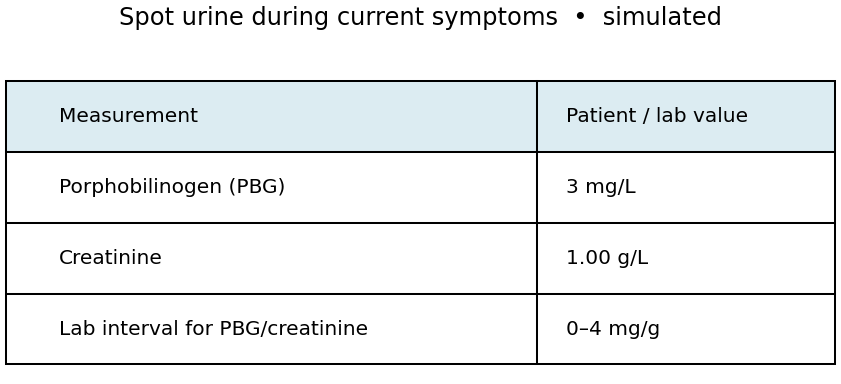 Spot urine during current symptoms • simulated
Measurement Patient / lab value
Porphobilinogen (PBG) 3 mg/L
Creatinine 1.00 g/L
Lab interval for PBG/creatinine 0–4 mg/g